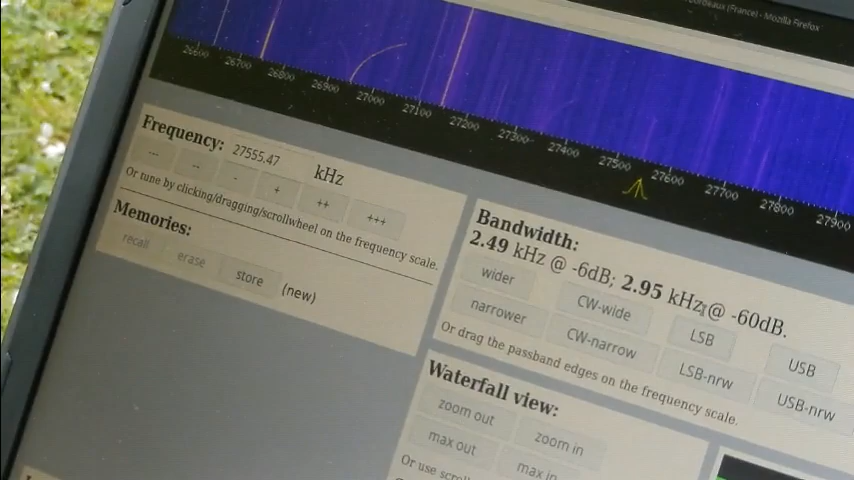 Bordeaux (France) - Mozilla Firefox
26600 26700 26800 26900 27000 27100 27200 27300 27400 27500 27600 27700 27800 27900
Frequency: 27555.47 kHz
--- -- - + ++ +++
Or tune by clicking/dragging/scrollwheel on the frequency scale.
Memories:
recall erase store (new)
Bandwidth:
2.49 kHz @ -6dB; 2.95 kHz @ -60dB.
wider CW-wide LSB USB
narrower CW-narrow LSB-nrw USB-nrw
Or drag the passband edges on the frequency scale.
Waterfall view:
zoom out zoom in
max out max in
Or use scroll